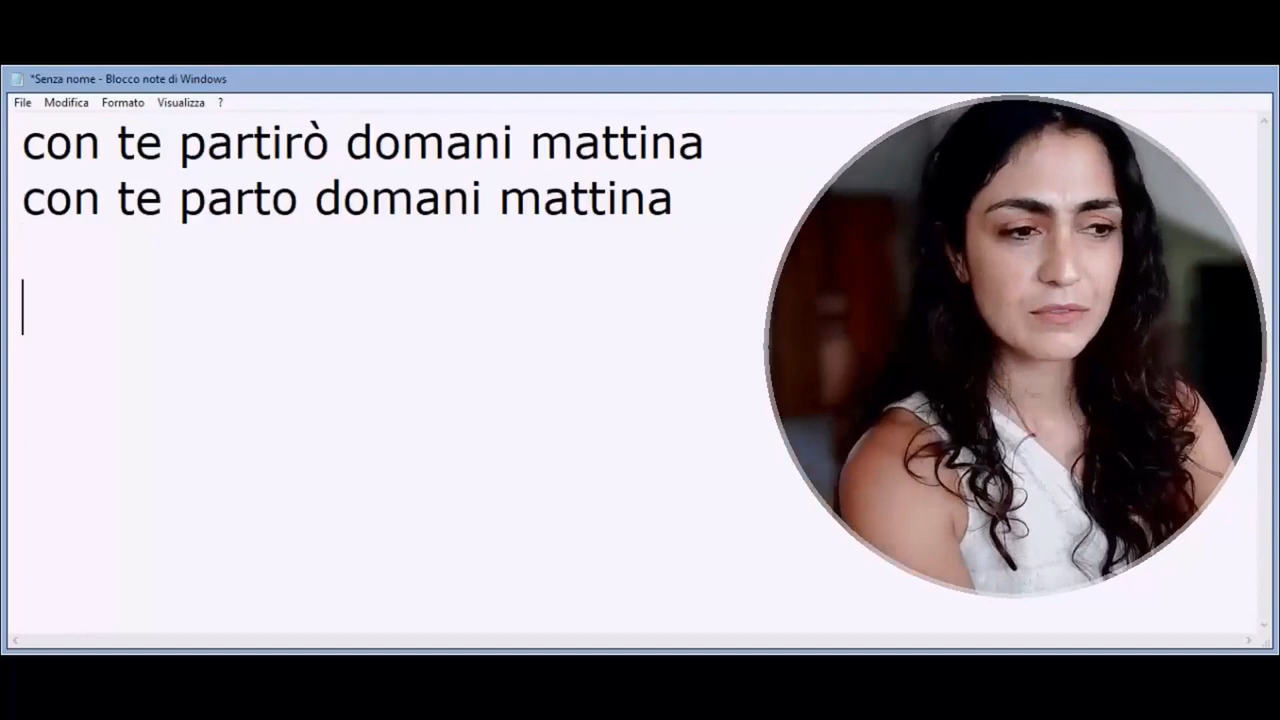 *Senza nome - Blocco note di Windows
File Modifica Formato Visualizza ?
con te partirò domani mattina
con te parto domani mattina